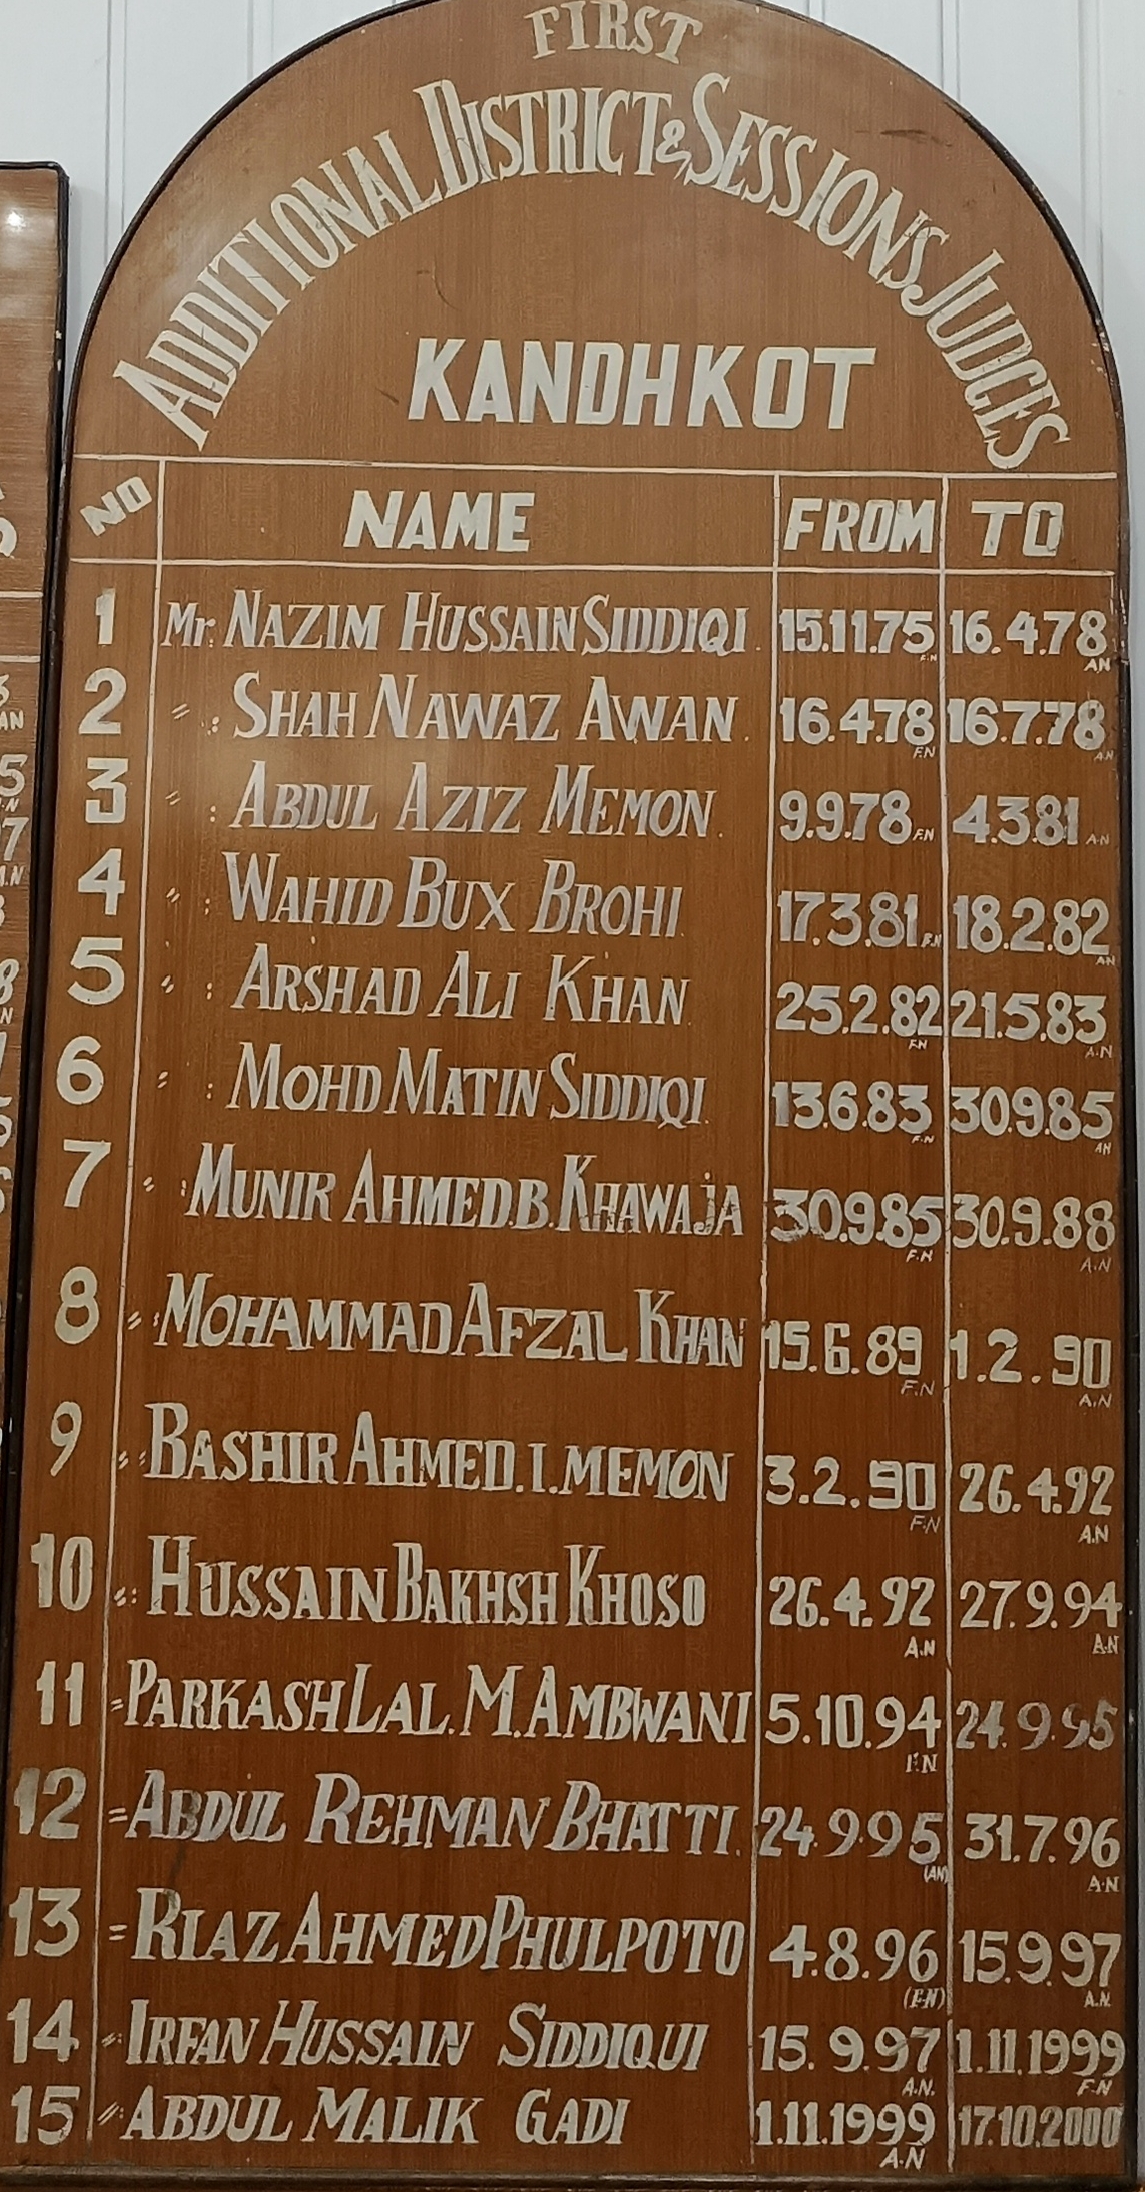 FIRST
ADDITIONAL DISTRICT & SESSIONS JUDGES
KANDHKOT
NO NAME FROM TO
1 Mr. NAZIM HUSSAIN SIDDIQI. 15.11.75 F.N 16.4.78 AN
2 〃 : SHAH NAWAZ AWAN. 16.4.78 F.N 16.7.78 A.N
3 〃 : ABDUL AZIZ MEMON. 9.9.78 F.N 4.3.81 A.N
4 〃 : WAHID BUX BROHI. 17.3.81 F.N 18.2.82 AN
5 〃 : ARSHAD ALI KHAN. 25.2.82 F.N 21.5.83 A.N
6 〃 : MOHD MATIN SIDDIQI. 13.6.83 F.N 30.9.85 AN
7 〃 : MUNIR AHMED.B.KHAWAJA 30.9.85 F.N 30.9.88 A.N
8 〃 : MOHAMMAD AFZAL KHAN 15.6.89 F.N 1.2.90 A.N
9 〃 : BASHIR AHMED.I.MEMON 3.2.90 F.N 26.4.92 A.N
10 〃 : HUSSAIN BAKHSH KHOSO 26.4.92 A.N 27.9.94 A.N
11 〃 PARKASH LAL.M.AMBWANI 5.10.94 F.N 24.9.95
12 〃 ABDUL REHMAN BHATTI. 24.9.95 (AN) 31.7.96 A.N
13 〃 RIAZ AHMED PHULPOTO 4.8.96 (F.N) 15.9.97 A.N.
14 〃 : IRFAN HUSSAIN SIDDIQUI 15.9.97 A.N. 1.11.1999 F.N
15 〃 : ABDUL MALIK GADI 1.11.1999 A.N 17.10.2000